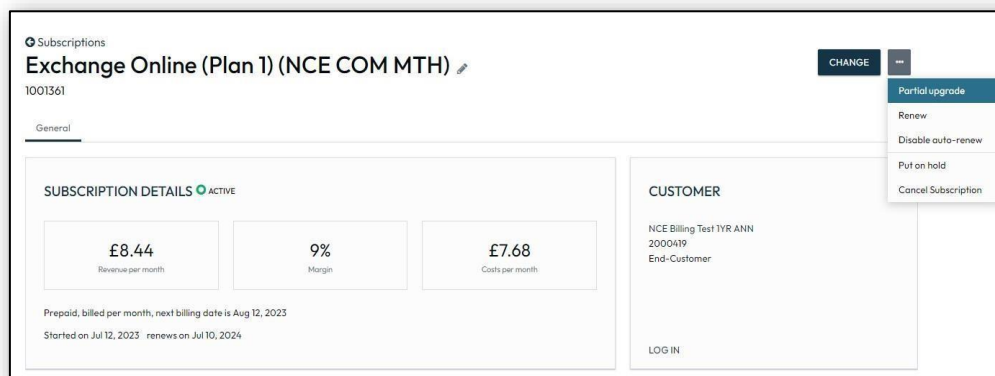 Subscriptions
Exchange Online (Plan 1) (NCE COM MTH)
1001361
CHANGE
Partial upgrade
Renew
Disable auto-renew
Put on hold
Cancel Subscription
General
SUBSCRIPTION DETAILS ACTIVE
£8.44
Revenue per month
9%
Margin
£7.68
Costs per month
Prepaid, billed per month, next billing date is Aug 12, 2023
Started on Jul 12, 2023 renews on Jul 10, 2024
CUSTOMER
NCE Billing Test 1YR ANN
2000419
End-Customer
LOG IN